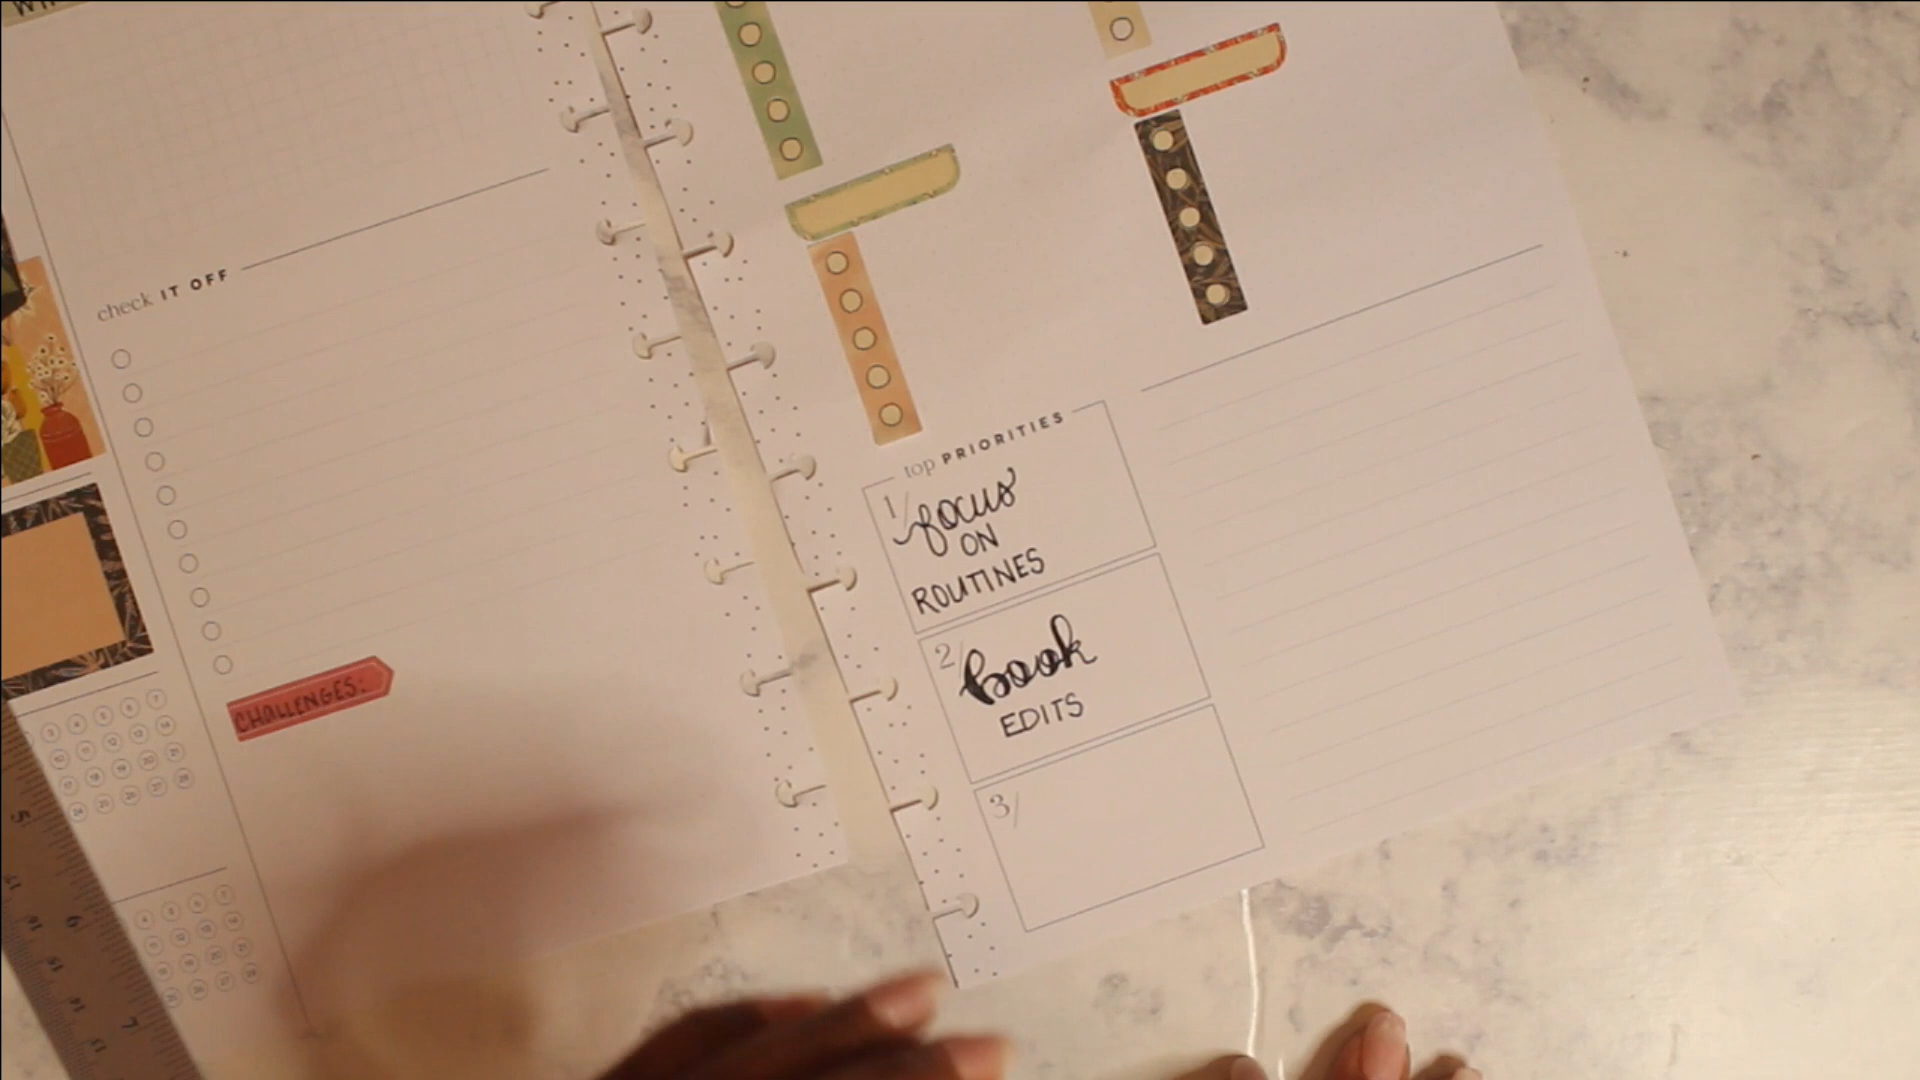 check IT OFF
CHALLENGES:
top PRIORITIES
1/ focus
ON
ROUTINES
2/ Book
EDITS
3/